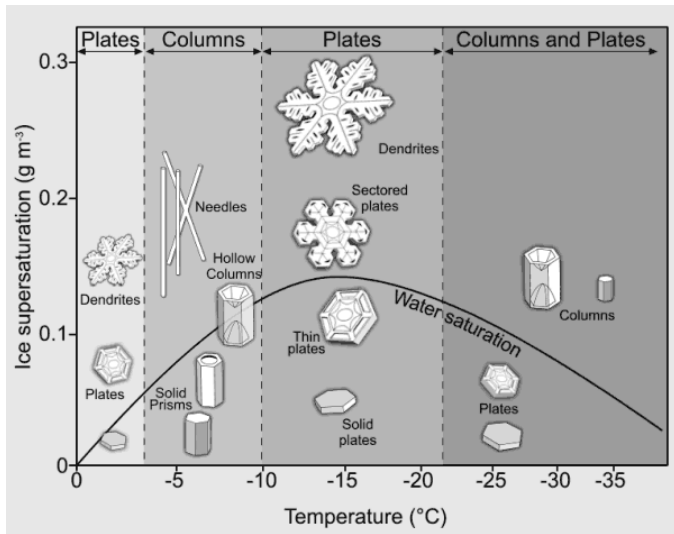 Plates
Columns
Plates
Columns and Plates
0.3
0.2
0.1
0
Ice supersaturation (g m-3)
Dendrites
Needles
Sectored
plates
Hollow
Columns
Dendrites
Water saturation
Columns
Thin
plates
Plates
Solid
Prisms
Plates
Solid
plates
0
-5
-10
-15
-20
-25
-30
-35
Temperature (°C)